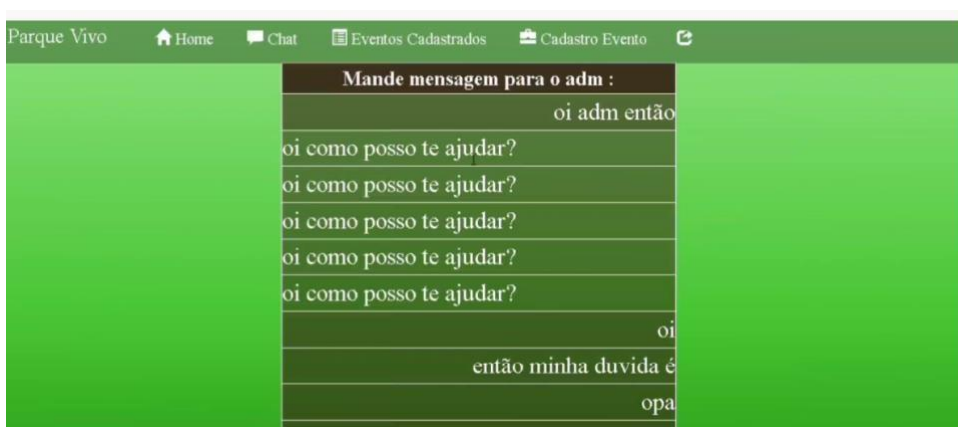 Parque Vivo Home Chat Eventos Cadastrados Cadastro Evento
Mande mensagem para o adm :
oi adm então
oi como posso te ajudar?
oi como posso te ajudar?
oi como posso te ajudar?
oi como posso te ajudar?
oi como posso te ajudar?
oi
então minha duvida é
opa